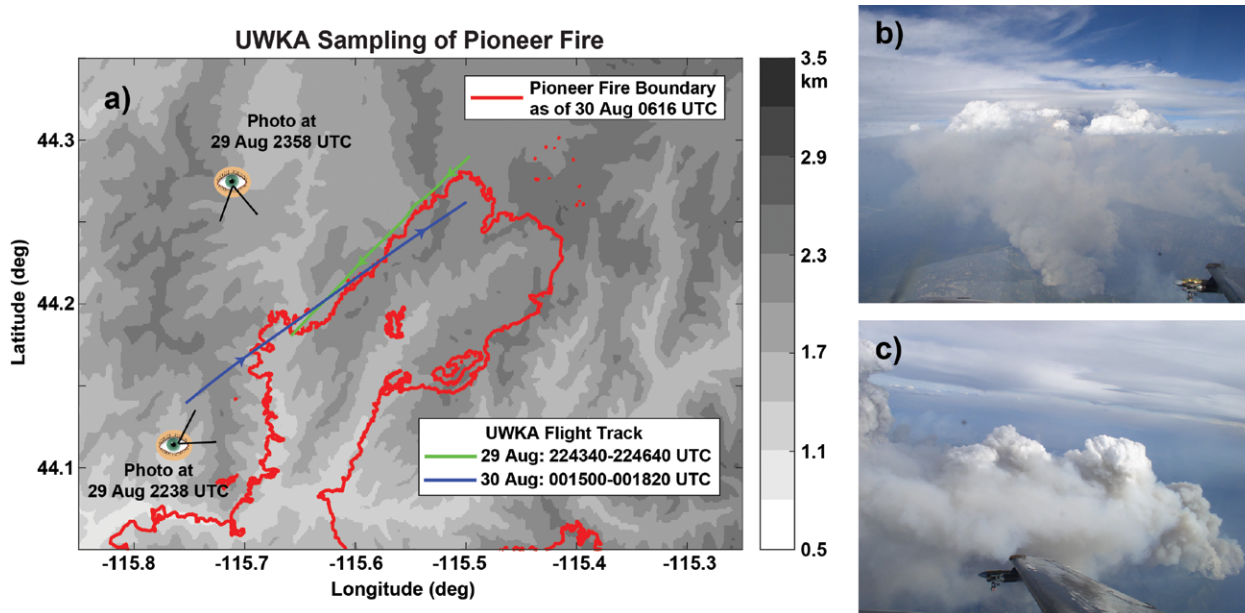 UWKA Sampling of Pioneer Fire
a)
Photo at
29 Aug 2358 UTC
Pioneer Fire Boundary
as of 30 Aug 0616 UTC
Photo at
29 Aug 2238 UTC
UWKA Flight Track
29 Aug: 224340-224640 UTC
30 Aug: 001500-001820 UTC
44.3
44.2
44.1
Latitude (deg)
-115.8 -115.7 -115.6 -115.5 -115.4 -115.3
Longitude (deg)
3.5
km
2.9
2.3
1.7
1.1
0.5
b)
c)